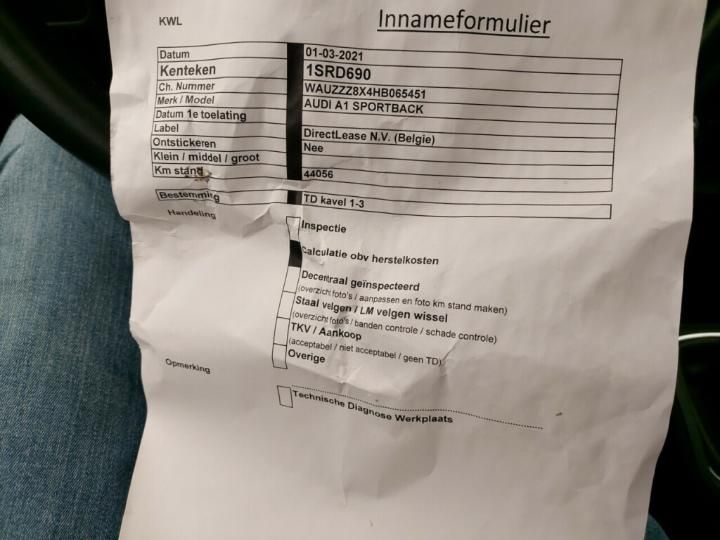 KWL
Innameformulier
Datum 01-03-2021
Kenteken 1SRD690
Ch. Nummer WAUZZZ8X4HB065451
Merk / Model AUDI A1 SPORTBACK
Datum 1e toelating
Label DirectLease N.V. (Belgie)
Ontstickeren Nee
Klein / middel / groot
Km stand 44056
Bestemming TD kavel 1-3
Handeling
Inspectie
Calculatie obv herstelkosten
Decentraal geïnspecteerd
(overzicht foto's / aanpassen en foto km stand maken)
Staal velgen / LM velgen wissel
(overzicht foto's / banden controle / schade controle)
TKV / Aankoop
(acceptabel / niet acceptabel / geen TD)
Overige
Opmerking
Technische Diagnose Werkplaats